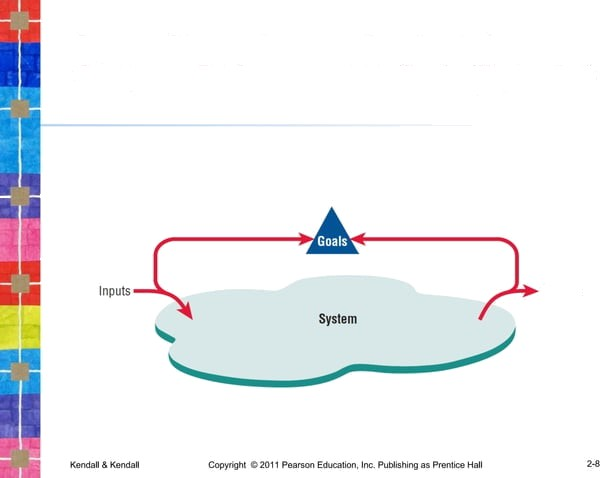 Goals
Inputs
System
Kendall & Kendall
Copyright © 2011 Pearson Education, Inc. Publishing as Prentice Hall
2-8